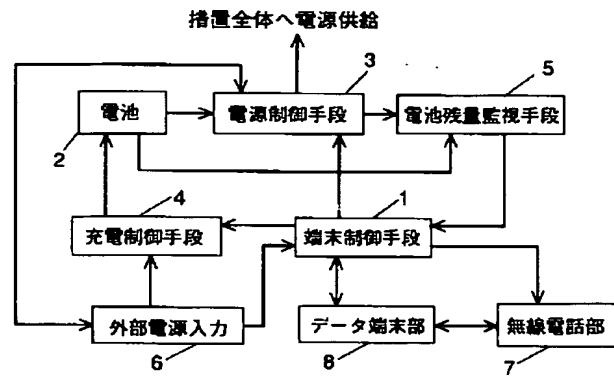 措置全体へ電源供給
3
5
電池
電源制御手段
電池残量監視手段
2
4
1
充電制御手段
端末制御手段
外部電源入力
データ端末部
無線電話部
6
8
7